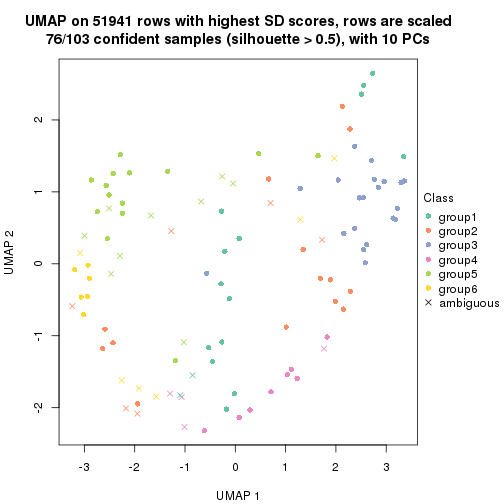 UMAP on 51941 rows with highest SD scores, rows are scaled
76/103 confident samples (silhouette > 0.5), with 10 PCs
2
1
0
-1
-2
UMAP 2
-3
-2
-1
0
1
2
3
UMAP 1
Class
group1
group2
group3
group4
group5
group6
ambiguous